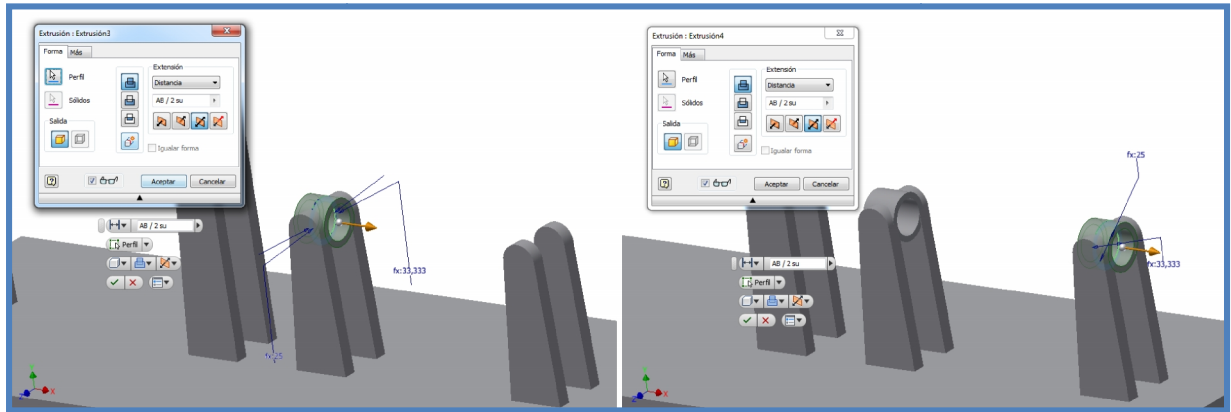 Extrusión : Extrusión3
Forma Más
Perfil
Sólidos
Salida
Extensión
Distancia
AB / 2 su
Igualar forma
Aceptar Cancelar
AB / 2 su
Perfil
fx:33,333
fx:25
Z X
Extrusión : Extrusión4
Forma Más
Perfil
Sólidos
Salida
Extensión
Distancia
AB / 2 su
Igualar forma
Aceptar Cancelar
fx:25
AB / 2 su
Perfil
fx:33,333
Z X